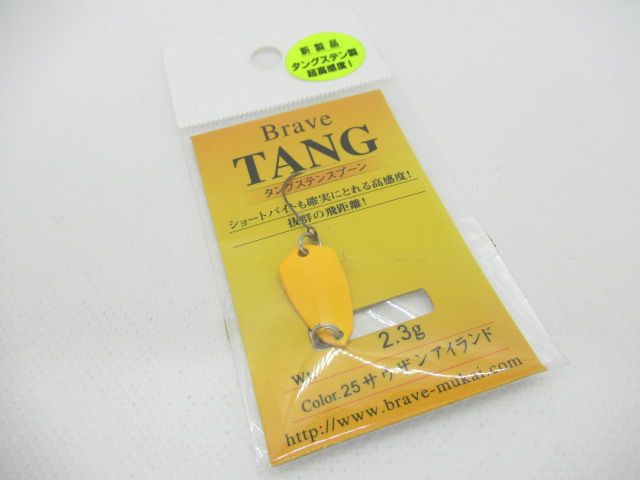 新製品
タングステン製
超高感度!
Brave
TANG
タングステンスプーン
ショートバイトも確実にとれる高感度!
抜群の飛距離!
2.3g
Color.25サウザンアイランド
http://www.brave-mukai.com